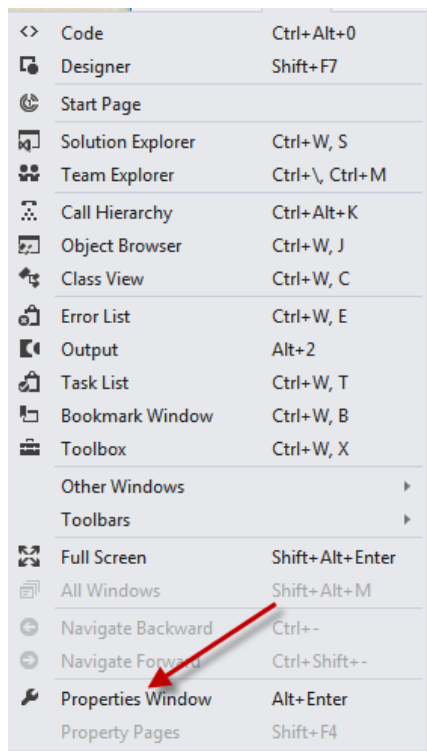 Code Ctrl+Alt+0
Designer Shift+F7
Start Page
Solution Explorer Ctrl+W, S
Team Explorer Ctrl+\, Ctrl+M
Call Hierarchy Ctrl+Alt+K
Object Browser Ctrl+W, J
Class View Ctrl+W, C
Error List Ctrl+W, E
Output Alt+2
Task List Ctrl+W, T
Bookmark Window Ctrl+W, B
Toolbox Ctrl+W, X
Other Windows
Toolbars
Full Screen Shift+Alt+Enter
All Windows Shift+Alt+M
Navigate Backward Ctrl+-
Navigate Forward Ctrl+Shift+-
Properties Window Alt+Enter
Property Pages Shift+F4